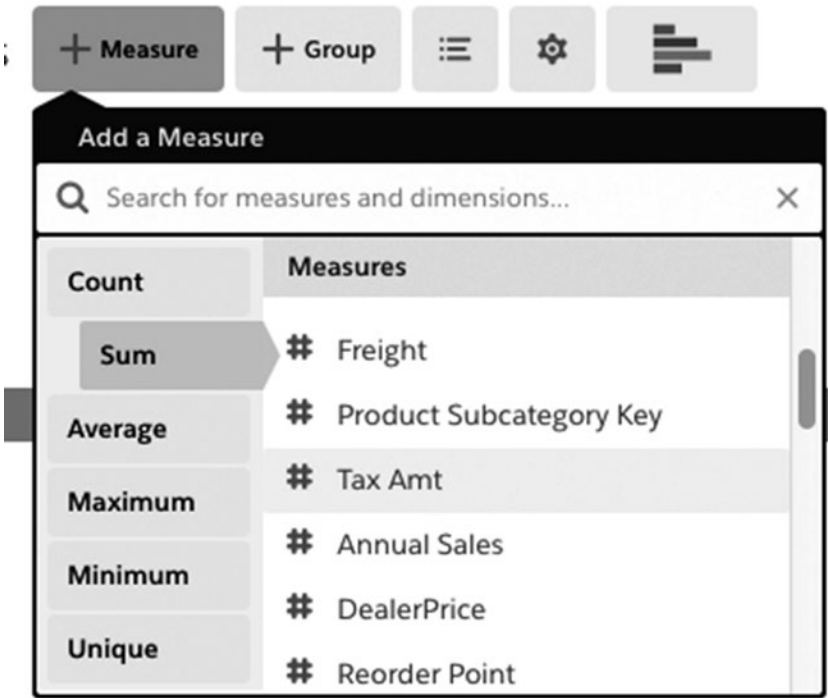 Measure
Group
Add a Measure
Search for measures and dimensions...
Count
Sum
Average
Maximum
Minimum
Unique
Measures
Freight
Product Subcategory Key
Tax Amt
Annual Sales
DealerPrice
Reorder Point